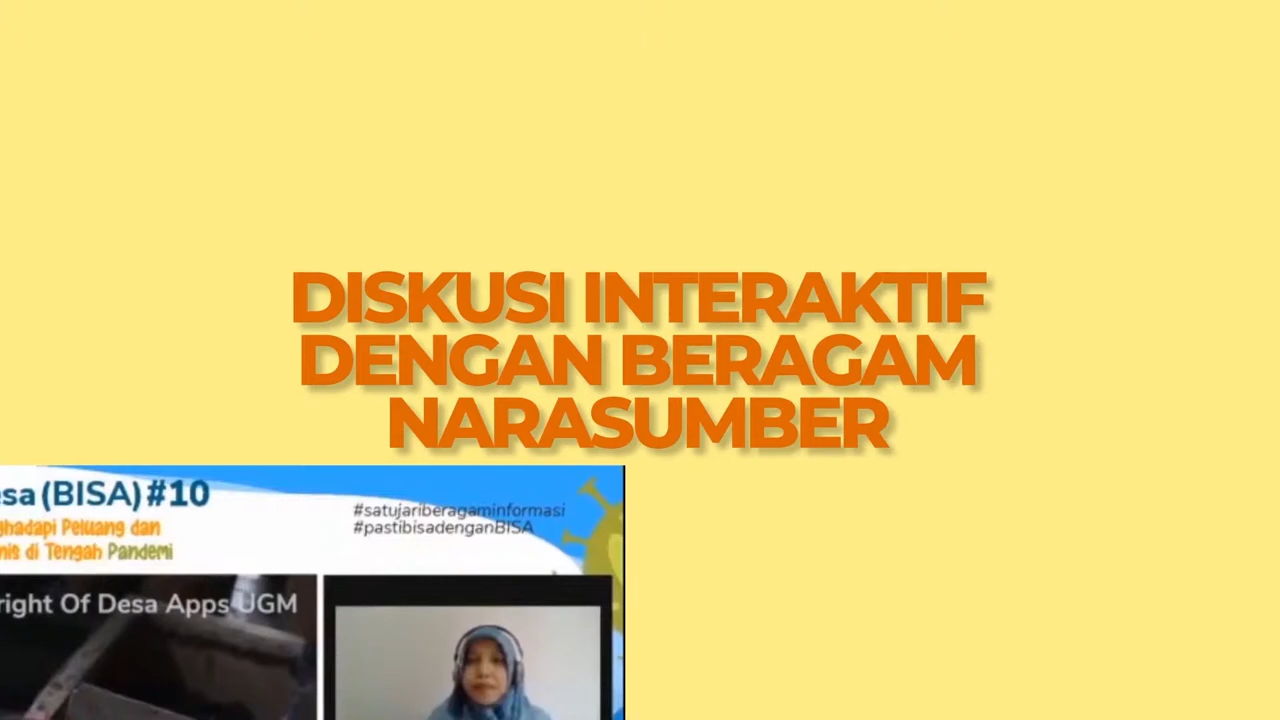 DISKUSI INTERAKTIF
DENGAN BERAGAM
NARASUMBER
esa (BISA) #10
ghadapi Peluang dan
nis di Tengah Pandemi
#satujariberagaminformasi
#pastibisadenganBISA
right Of Desa Apps UGM